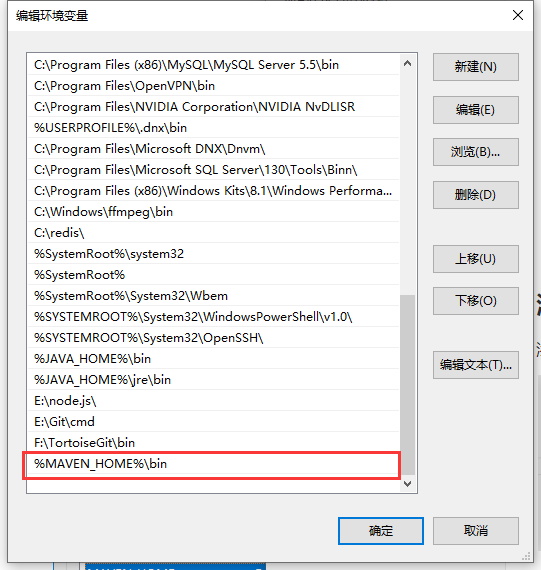 编辑环境变量
C:\Program Files (x86)\MySQL\MySQL Server 5.5\bin
C:\Program Files\OpenVPN\bin
C:\Program Files\NVIDIA Corporation\NVIDIA NvDLISR
%USERPROFILE%\.dnx\bin
C:\Program Files\Microsoft DNX\Dnvm\
C:\Program Files\Microsoft SQL Server\130\Tools\Binn\
C:\Program Files (x86)\Windows Kits\8.1\Windows Performa...
C:\Windows\ffmpeg\bin
C:\redis\
%SystemRoot%\system32
%SystemRoot%
%SystemRoot%\System32\Wbem
%SYSTEMROOT%\System32\WindowsPowerShell\v1.0\
%SYSTEMROOT%\System32\OpenSSH\
%JAVA_HOME%\bin
%JAVA_HOME%\jre\bin
E:\node.js\
E:\Git\cmd
F:\TortoiseGit\bin
%MAVEN_HOME%\bin
新建(N)
编辑(E)
浏览(B)...
删除(D)
上移(U)
下移(O)
编辑文本(T)...
确定
取消